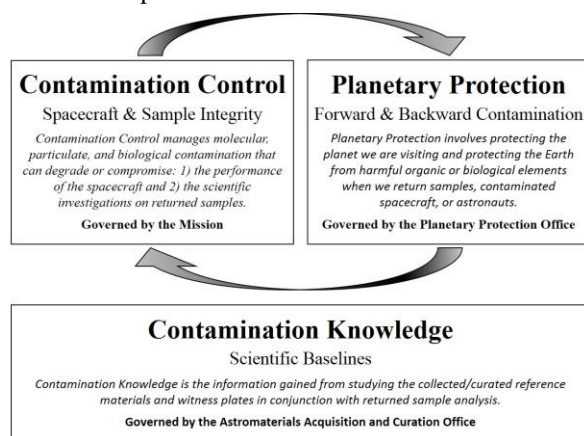 Contamination Control
Spacecraft & Sample Integrity
Contamination Control manages molecular,
particulate, and biological contamination that
can degrade or compromise: 1) the performance
of the spacecraft and 2) the scientific
investigations on returned samples.
Governed by the Mission
Planetary Protection
Forward & Backward Contamination
Planetary Protection involves protecting the
planet we are visiting and protecting the Earth
from harmful organic or biological elements
when we return samples, contaminated
spacecraft, or astronauts.
Governed by the Planetary Protection Office
Contamination Knowledge
Scientific Baselines
Contamination Knowledge is the information gained from studying the collected/curated reference
materials and witness plates in conjunction with returned sample analysis.
Governed by the Astromaterials Acquisition and Curation Office